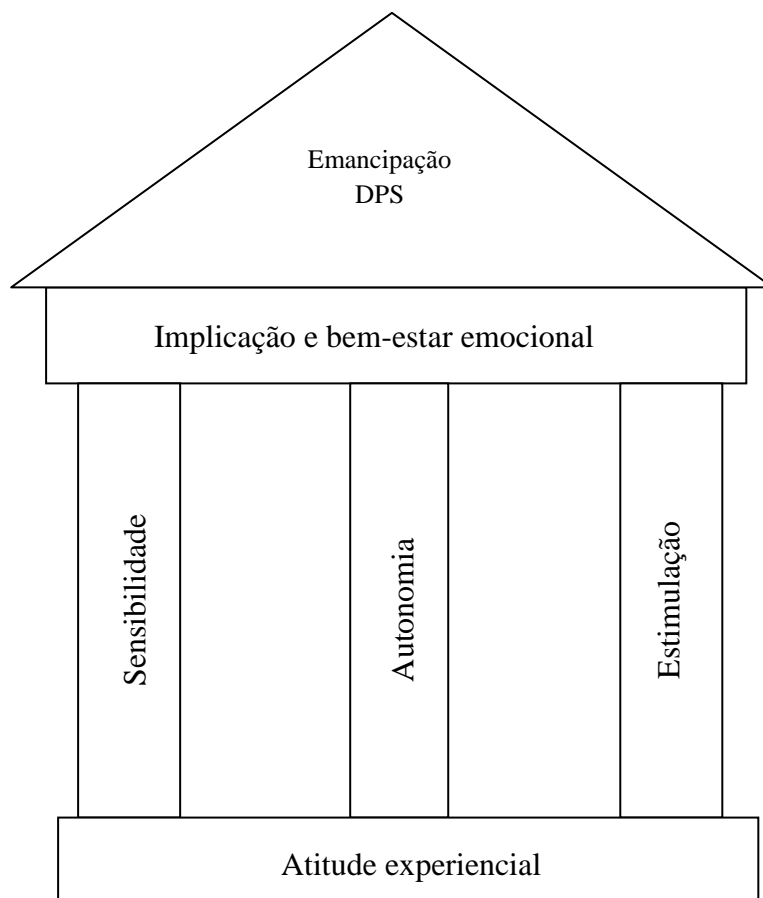 Emancipação
DPS
Implicação e bem-estar emocional
Sensibilidade
Autonomia
Estimulação
Atitude experiencial